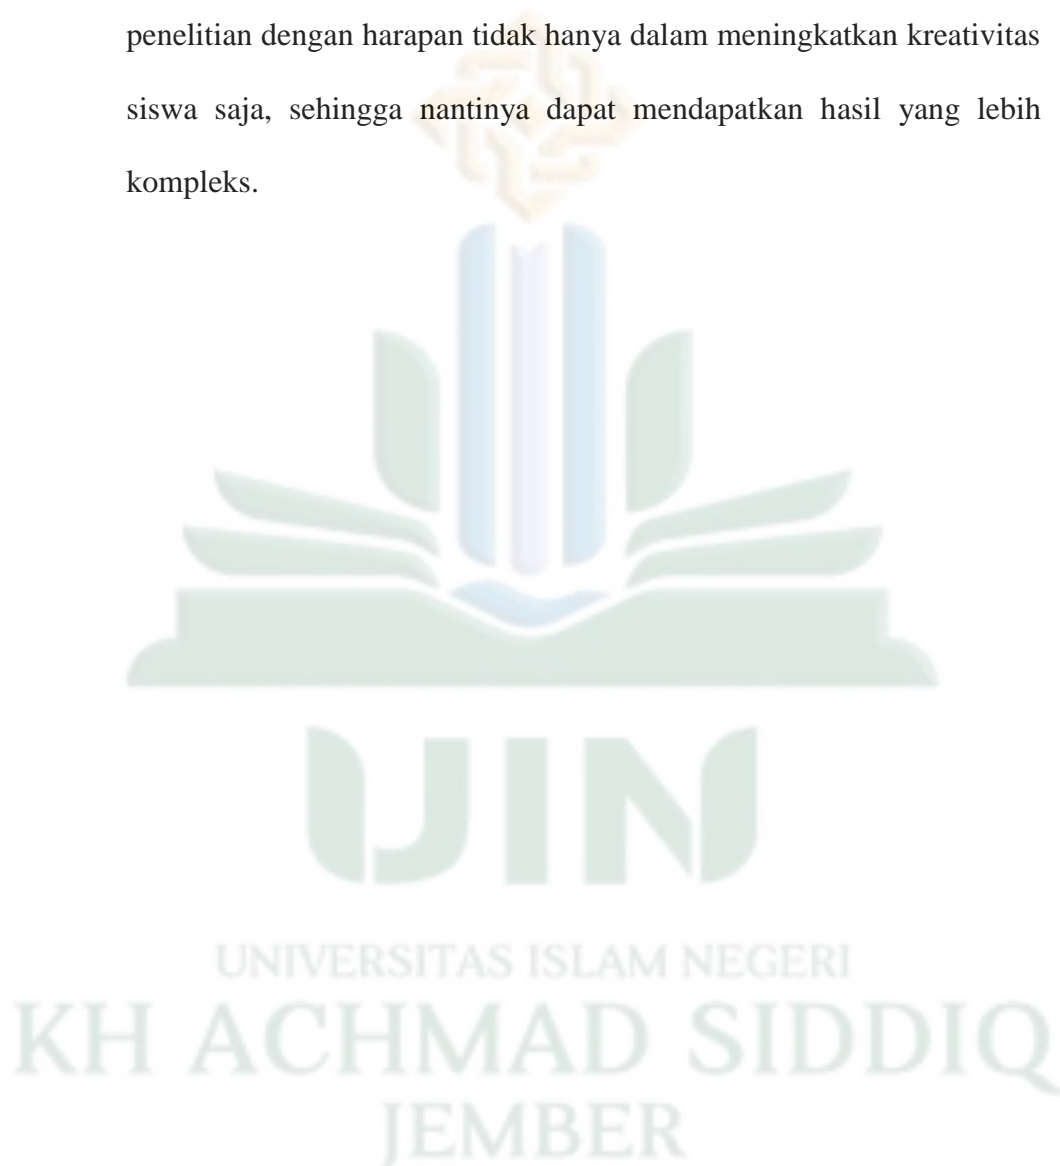 penelitian dengan harapan tidak hanya dalam meningkatkan kreativitas
siswa saja, sehingga nantinya dapat mendapatkan hasil yang lebih
kompleks.
UIN
UNIVERSITAS ISLAM NEGERI
KH ACHMAD SIDDIQ
JEMBER